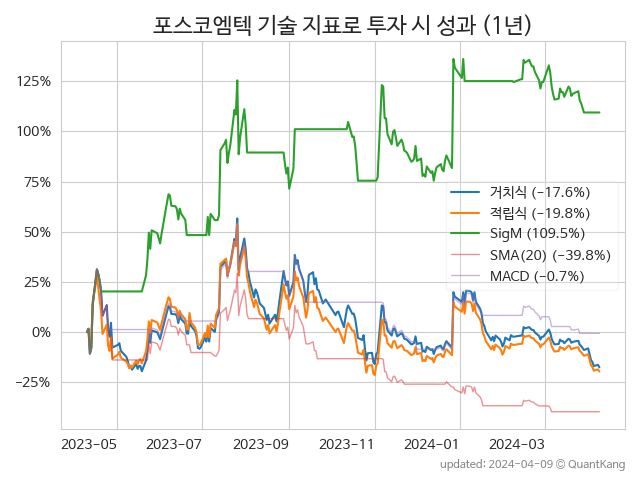 포스코엠텍 기술 지표로 투자 시 성과 (1년)
125%
100%
75%
50%
25%
0%
−25%
거치식 (−17.6%)
적립식 (−19.8%)
SigM (109.5%)
SMA(20) (−39.8%)
MACD (−0.7%)
2023-05 2023-07 2023-09 2023-11 2024-01 2024-03
updated: 2024-04-09 © QuantKang